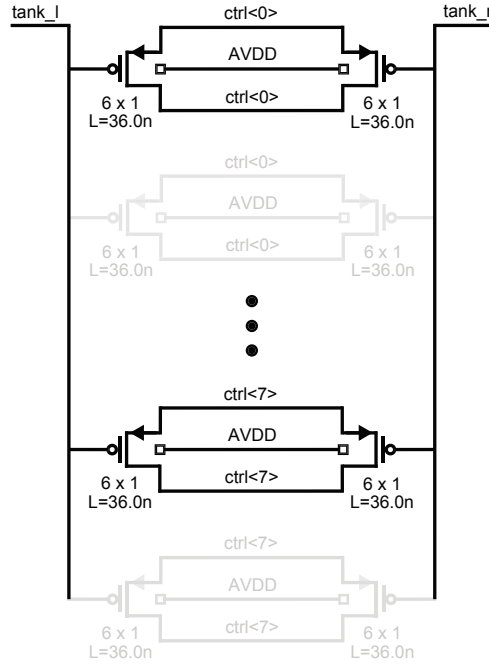 tank_l ctrl<0> tank_r
AVDD
ctrl<0>
6 x 1 6 x 1
L=36.0n L=36.0n
ctrl<0>
AVDD
ctrl<0>
6 x 1 6 x 1
L=36.0n L=36.0n
ctrl<7>
AVDD
ctrl<7>
6 x 1 6 x 1
L=36.0n L=36.0n
ctrl<7>
AVDD
ctrl<7>
6 x 1 6 x 1
L=36.0n L=36.0n